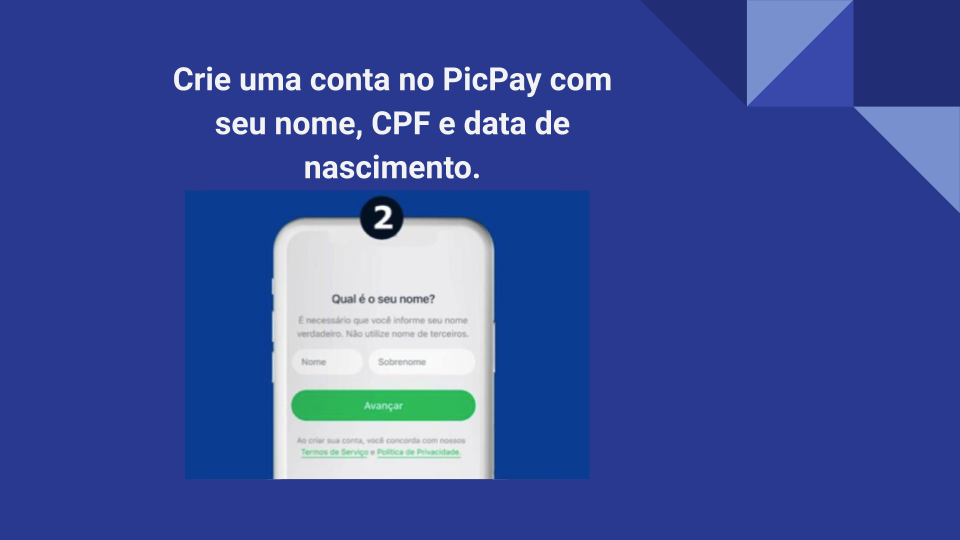 Crie uma conta no PicPay com
seu nome, CPF e data de
nascimento.
2
Qual é o seu nome?
É necessário que você informe seu nome
verdadeiro. Não utilize nome de terceiros.
Nome Sobrenome
Avançar
Ao criar sua conta, você concorda com nossos
Termos de Serviço e Política de Privacidade.